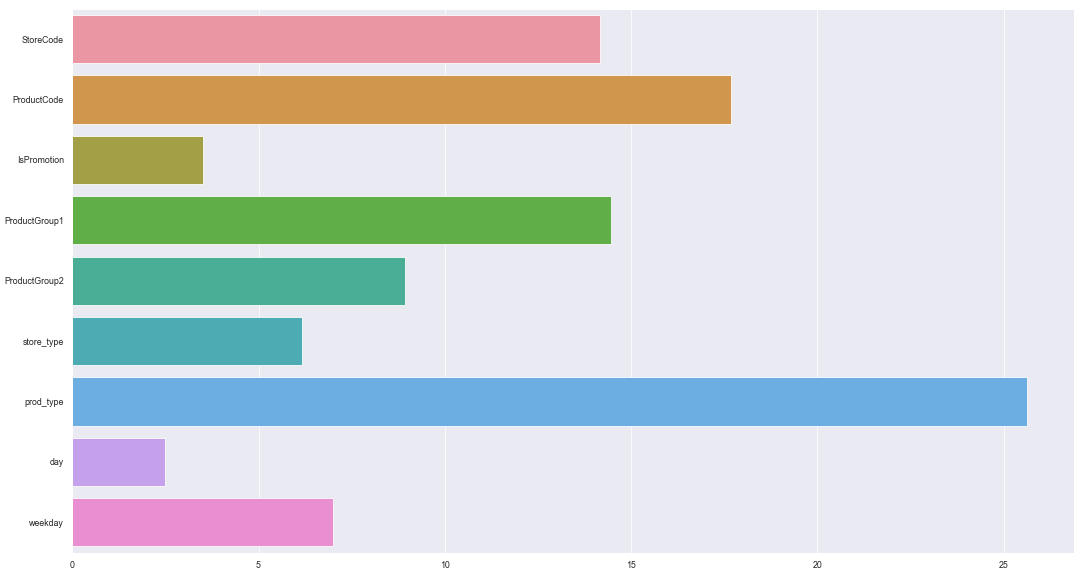 StoreCode
ProductCode
IsPromotion
ProductGroup1
ProductGroup2
store_type
prod_type
day
weekday
0 5 10 15 20 25